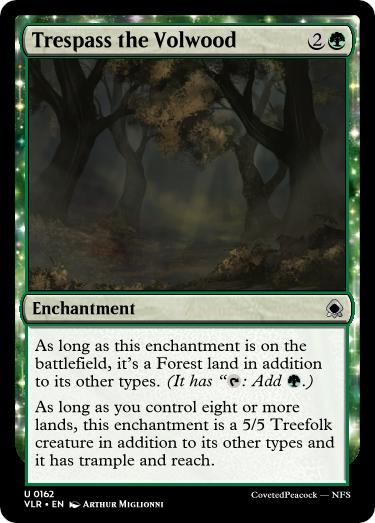 Trespass the Volwood 2
Enchantment
As long as this enchantment is on the
battlefield, it's a Forest land in addition
to its other types. (It has “: Add .)
As long as you control eight or more
lands, this enchantment is a 5/5 Treefolk
creature in addition to its other types and
it has trample and reach.
U 0162
VLR • EN Arthur Miglionni
CovetedPeacock — NFS